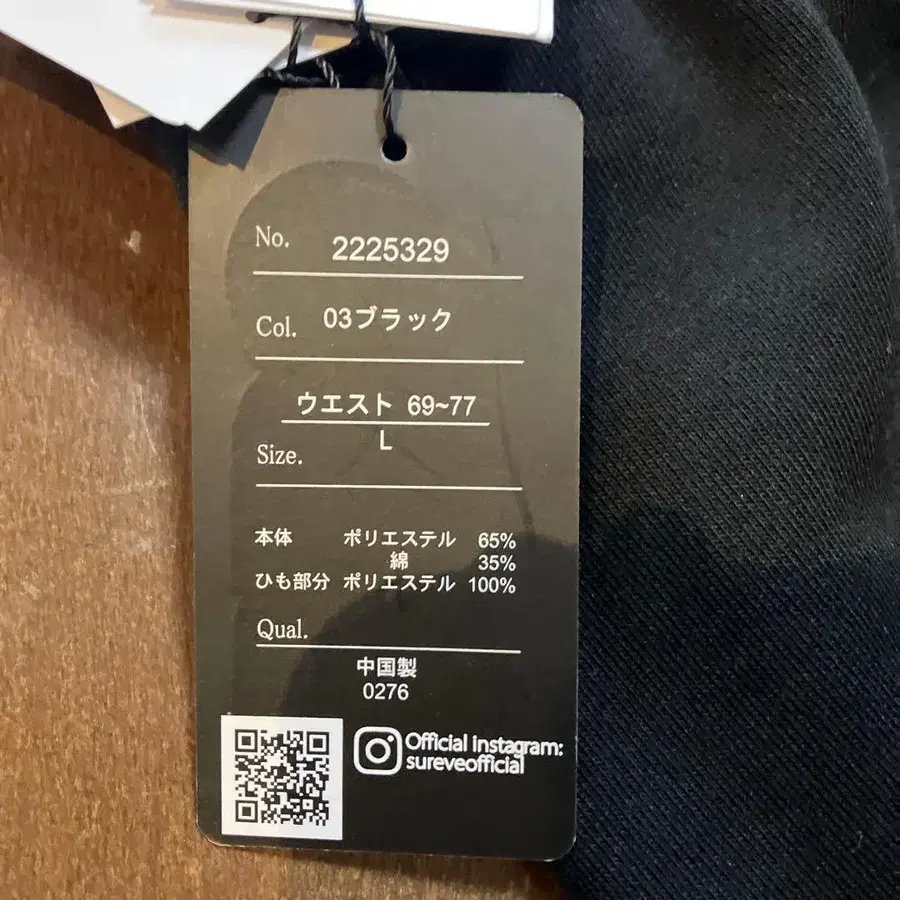 No. 2225329
Col. 03ブラック
ウエスト 69~77
L
Size.
本体 ポリエステル 65%
綿 35%
ひも部分 ポリエステル 100%
Qual.
中国製
0276
Official instagram:
sureveofficial